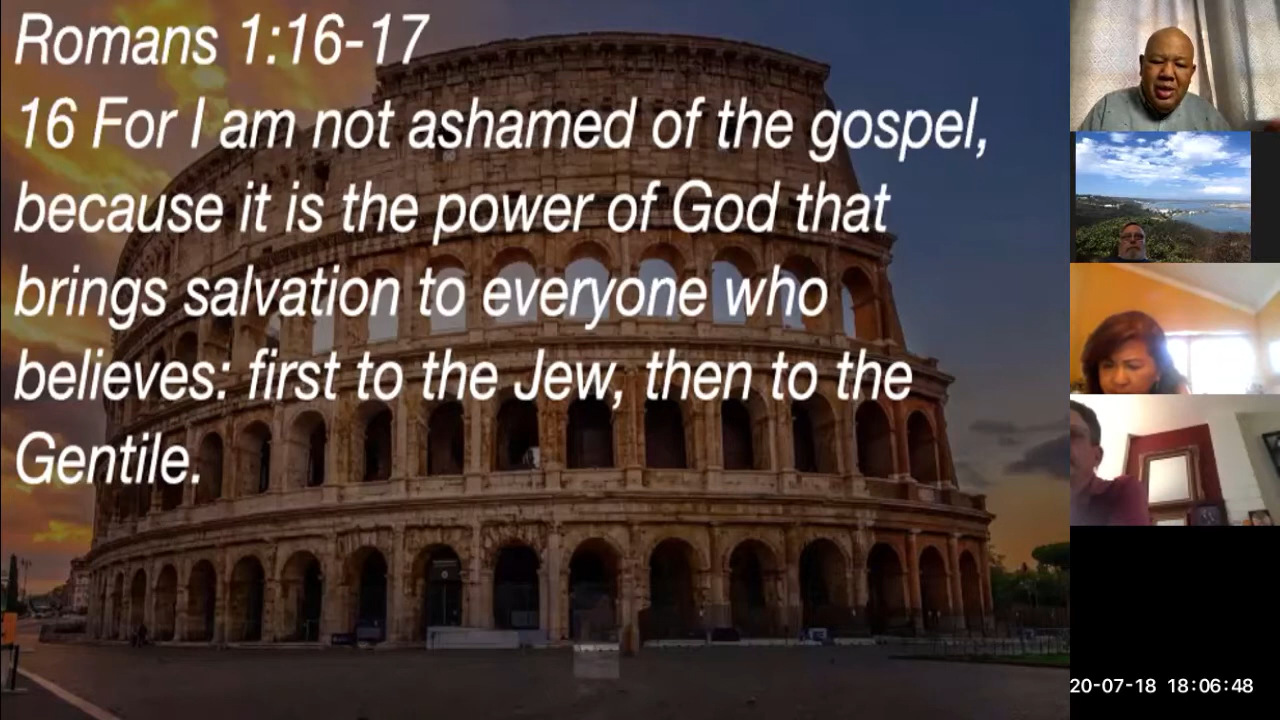 Romans 1:16-17
16 For I am not ashamed of the gospel,
because it is the power of God that
brings salvation to everyone who
believes: first to the Jew, then to the
Gentile.
20-07-18 18:06:48